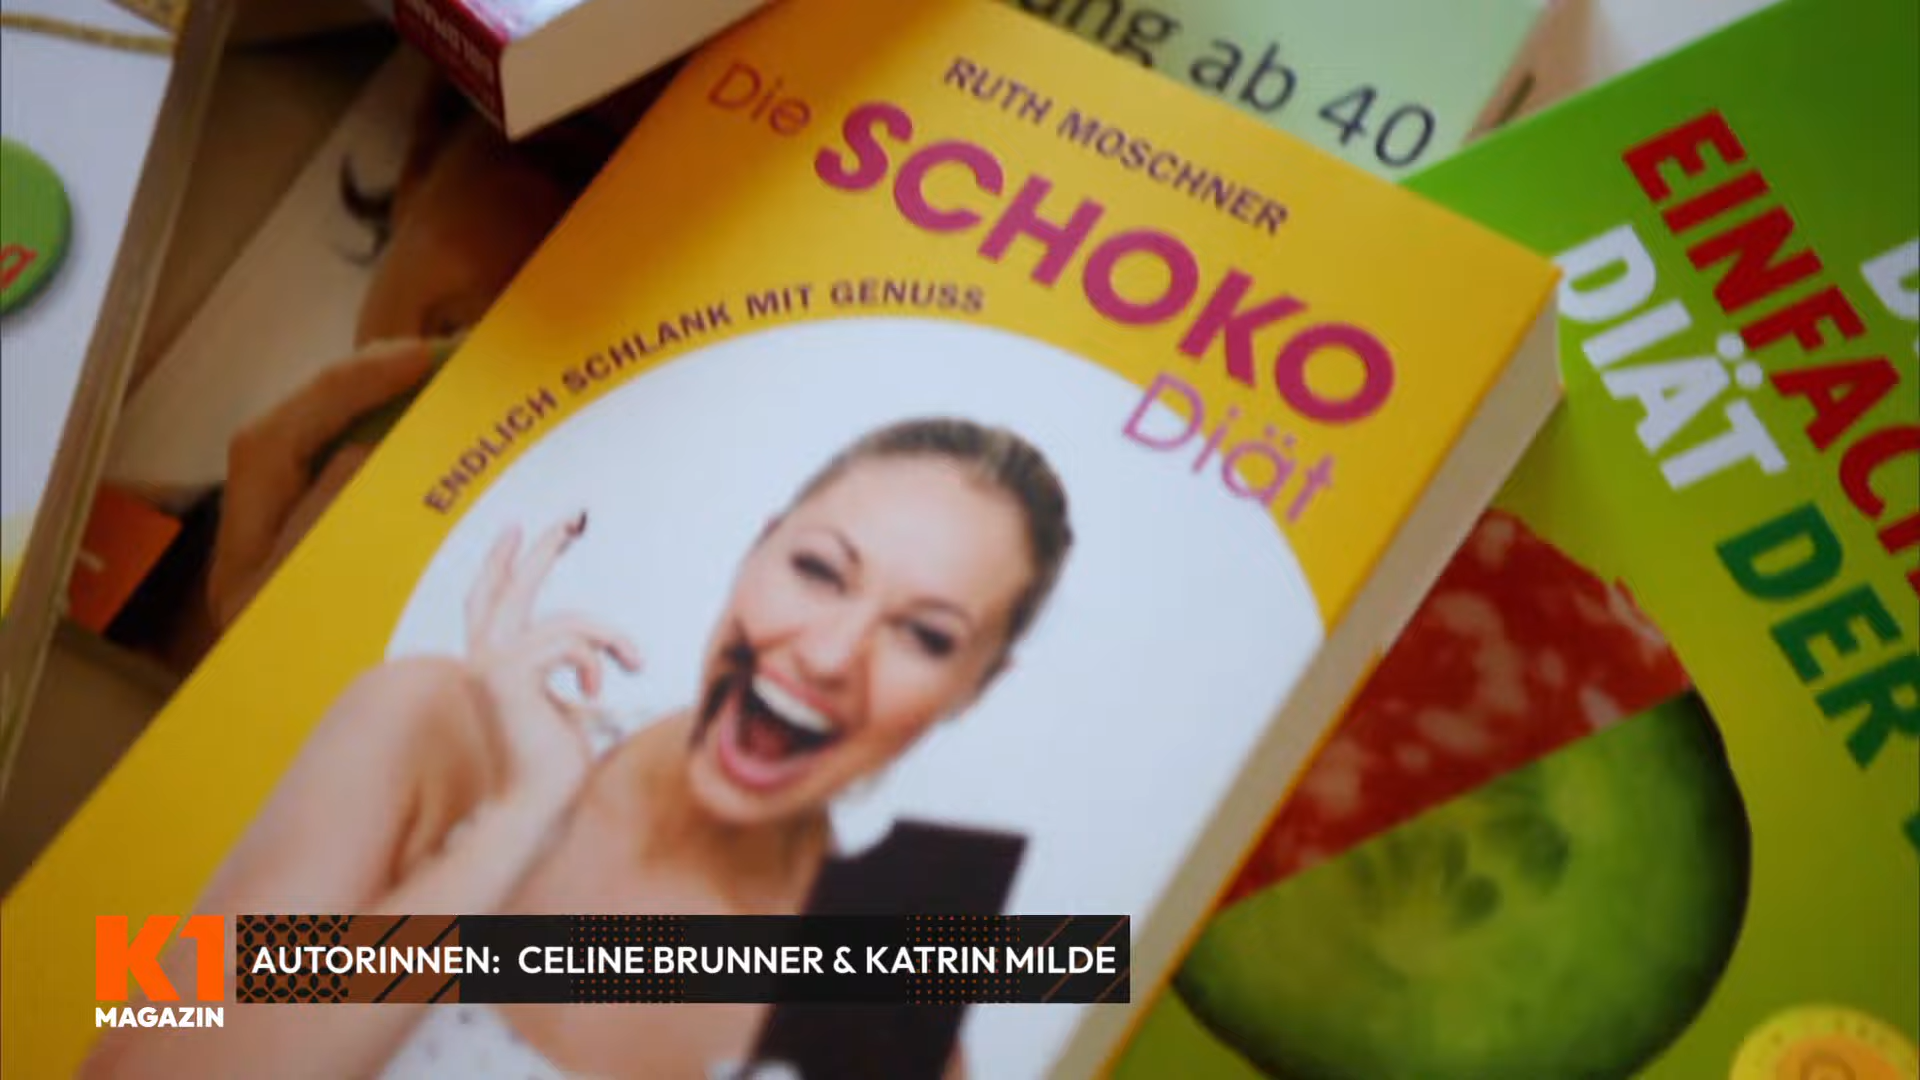 ung ab 40
RUTH MOSCHNER
Die SCHOKO
Diät
ENDLICH SCHLANK MIT GENUSS
EINFACH
DIÄT DER
K1
MAGAZIN
AUTORINNEN: CELINE BRUNNER & KATRIN MILDE